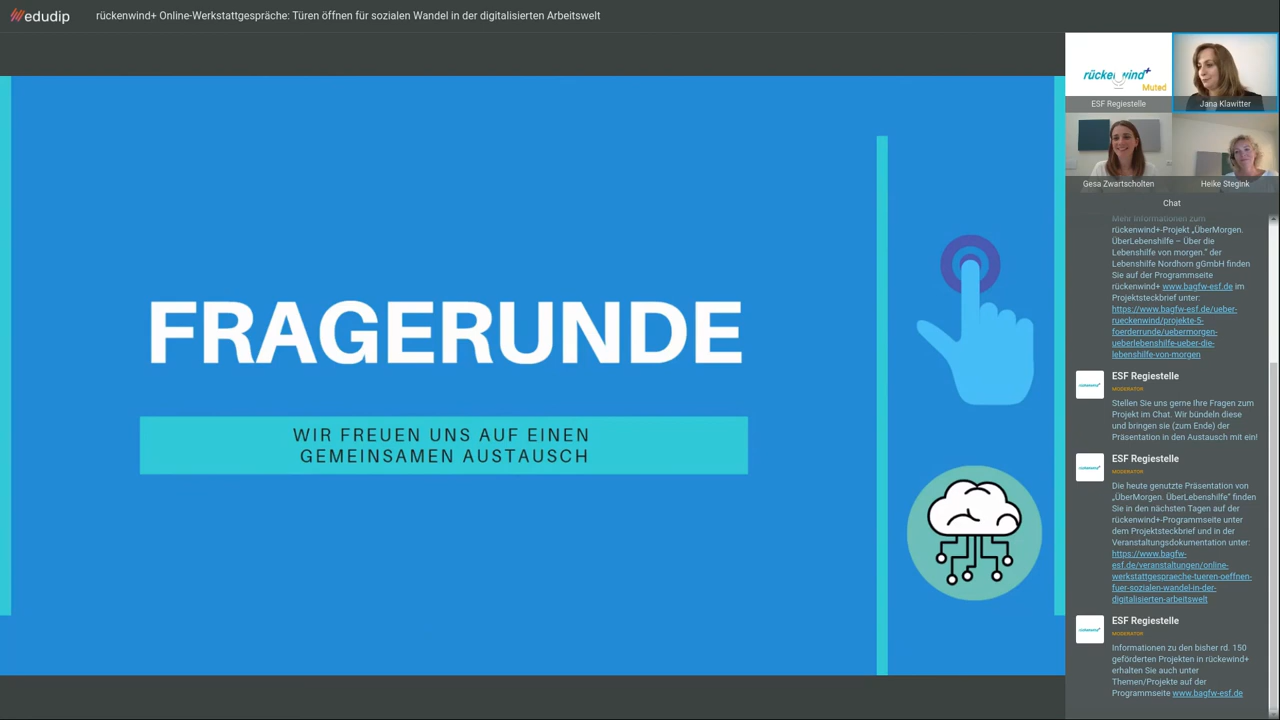 edudip
rückenwind+ Online-Werkstattgespräche: Türen öffnen für sozialen Wandel in der digitalisierten Arbeitswelt
FRAGERUNDE
WIR FREUEN UNS AUF EINEN
GEMEINSAMEN AUSTAUSCH
Muted
ESF Regiestelle
Jana Klawitter
Gesa Zwartscholten
Heike Stegink
Chat
Mehr Informationen zum
rückenwind+-Projekt „ÜberMorgen.
ÜberLebenshilfe – Über die
Lebenshilfe von morgen.“ der
Lebenshilfe Nordhorn gGmbH finden
Sie auf der Programmseite
rückenwind+ www.bagfw-esf.de im
Projektsteckbrief unter:
https://www.bagfw-esf.de/ueber-
rueckenwind/projekte-5-
foerderrunde/uebermorgen-
ueberlebenshilfe-ueber-die-
lebenshilfe-von-morgen
ESF Regiestelle
MODERATOR
Stellen Sie uns gerne Ihre Fragen zum
Projekt im Chat. Wir bündeln diese
und bringen sie (zum Ende) der
Präsentation in den Austausch mit ein!
ESF Regiestelle
MODERATOR
Die heute genutzte Präsentation von
„ÜberMorgen. ÜberLebenshilfe“ finden
Sie in den nächsten Tagen auf der
rückenwind+-Programmseite unter
dem Projektsteckbrief und in der
Veranstaltungsdokumentation unter:
https://www.bagfw-
esf.de/veranstaltungen/online-
werkstattgespraeche-tueren-oeffnen-
fuer-sozialen-wandel-in-der-
digitalisierten-arbeitswelt
ESF Regiestelle
MODERATOR
Informationen zu den bisher rd. 150
geförderten Projekten in rückenwind+
erhalten Sie auch unter
Themen/Projekte auf der
Programmseite www.bagfw-esf.de